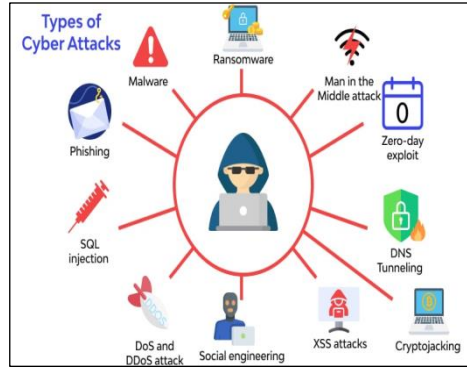 Types of
Cyber Attacks
Malware
Ransomware
Man in the
Middle attack
Phishing
0
Zero-day
exploit
SQL
injection
DNS
Tunneling
DoS and
DDoS attack
Social engineering
XSS attacks
Cryptojacking